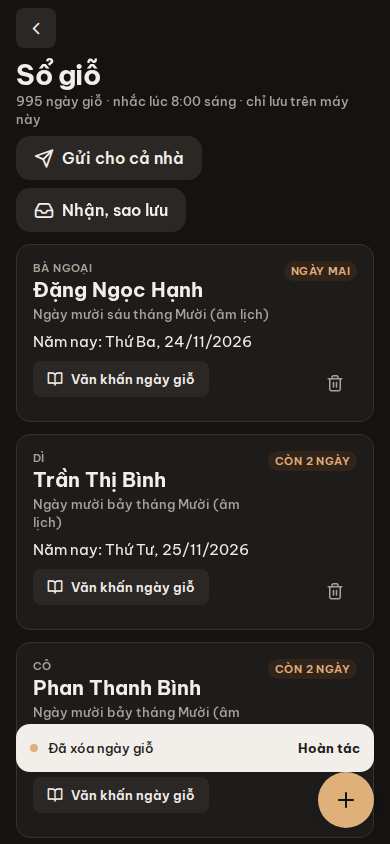 Sổ giỗ
995 ngày giỗ · nhắc lúc 8:00 sáng · chỉ lưu trên máy
này
Gửi cho cả nhà
Nhận, sao lưu
BÀ NGOẠI
NGÀY MAI
Đặng Ngọc Hạnh
Ngày mười sáu tháng Mười (âm lịch)
Năm nay: Thứ Ba, 24/11/2026
Văn khấn ngày giỗ
DÌ
CÒN 2 NGÀY
Trần Thị Bình
Ngày mười bảy tháng Mười (âm
lịch)
Năm nay: Thứ Tư, 25/11/2026
Văn khấn ngày giỗ
CÔ
CÒN 2 NGÀY
Phan Thanh Bình
Ngày mười bảy tháng Mười (âm
Đã xóa ngày giỗ
Hoàn tác
Văn khấn ngày giỗ